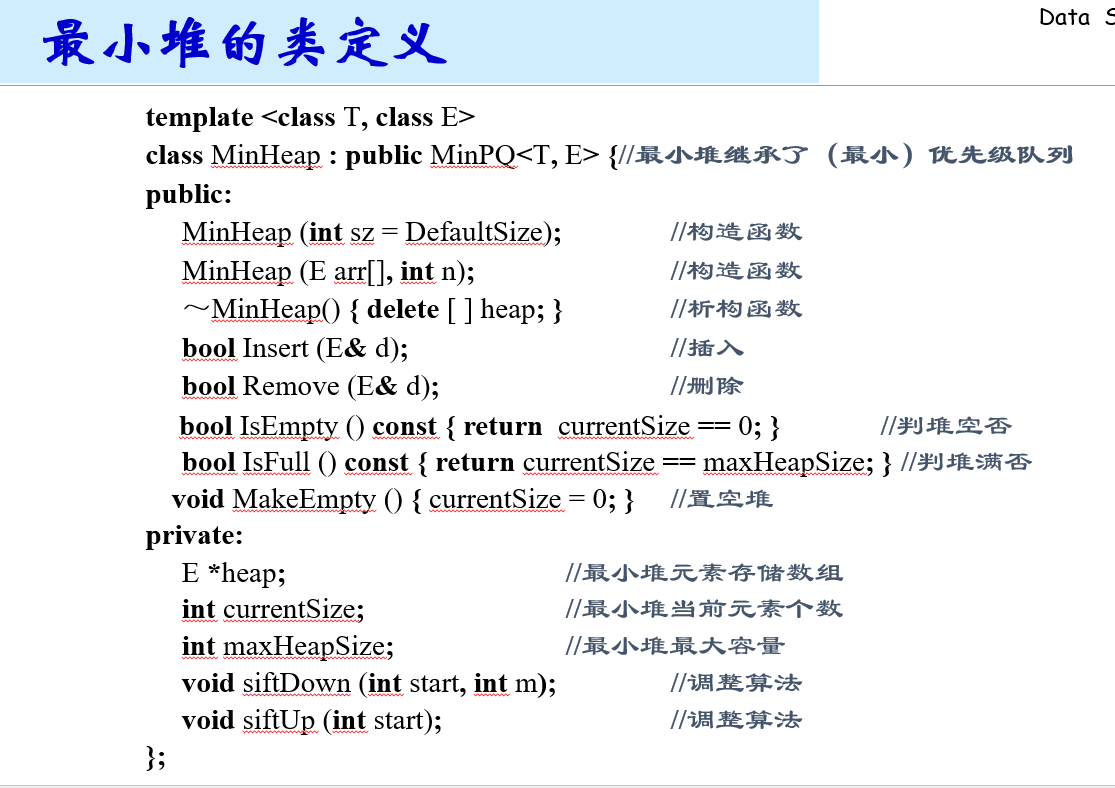 最小堆的类定义
Data S
template <class T, class E>
class MinHeap : public MinPQ<T, E> {//最小堆继承了（最小）优先级队列
public:
MinHeap (int sz = DefaultSize); //构造函数
MinHeap (E arr[], int n); //构造函数
～MinHeap() { delete [ ] heap; } //析构函数
bool Insert (E& d); //插入
bool Remove (E& d); //删除
bool IsEmpty () const { return currentSize == 0; } //判堆空否
bool IsFull () const { return currentSize == maxHeapSize; } //判堆满否
void MakeEmpty () { currentSize = 0; } //置空堆
private:
E *heap; //最小堆元素存储数组
int currentSize; //最小堆当前元素个数
int maxHeapSize; //最小堆最大容量
void siftDown (int start, int m); //调整算法
void siftUp (int start); //调整算法
};